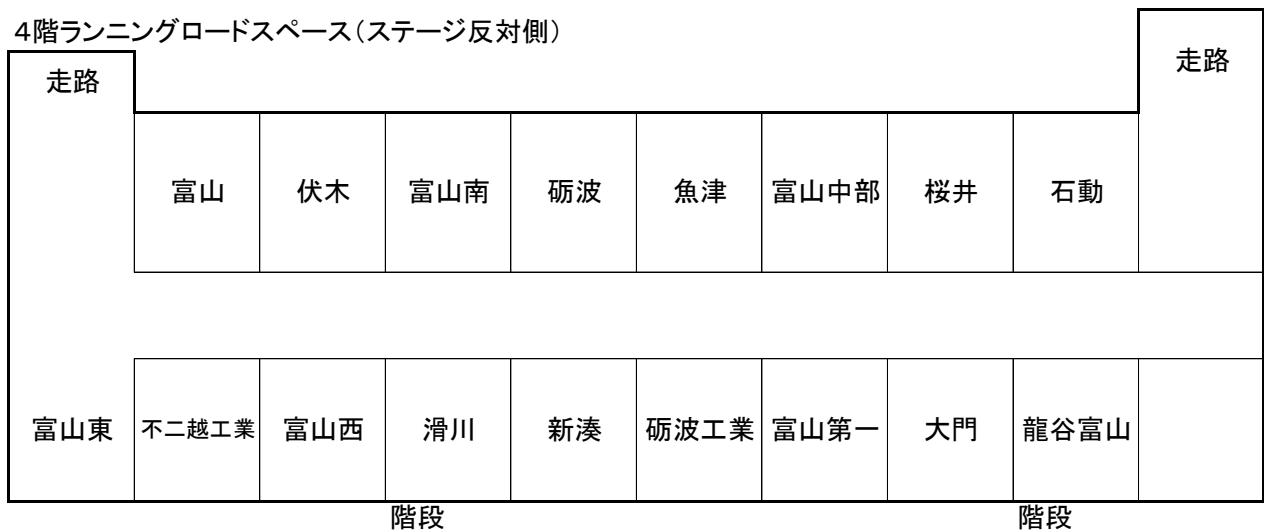 ４階ランニングロードスペース（ステージ反対側）
走路
走路
富山 伏木 富山南 砺波 魚津 富山中部 桜井 石動
富山東 不二越工業 富山西 滑川 新湊 砺波工業 富山第一 大門 龍谷富山
階段 階段